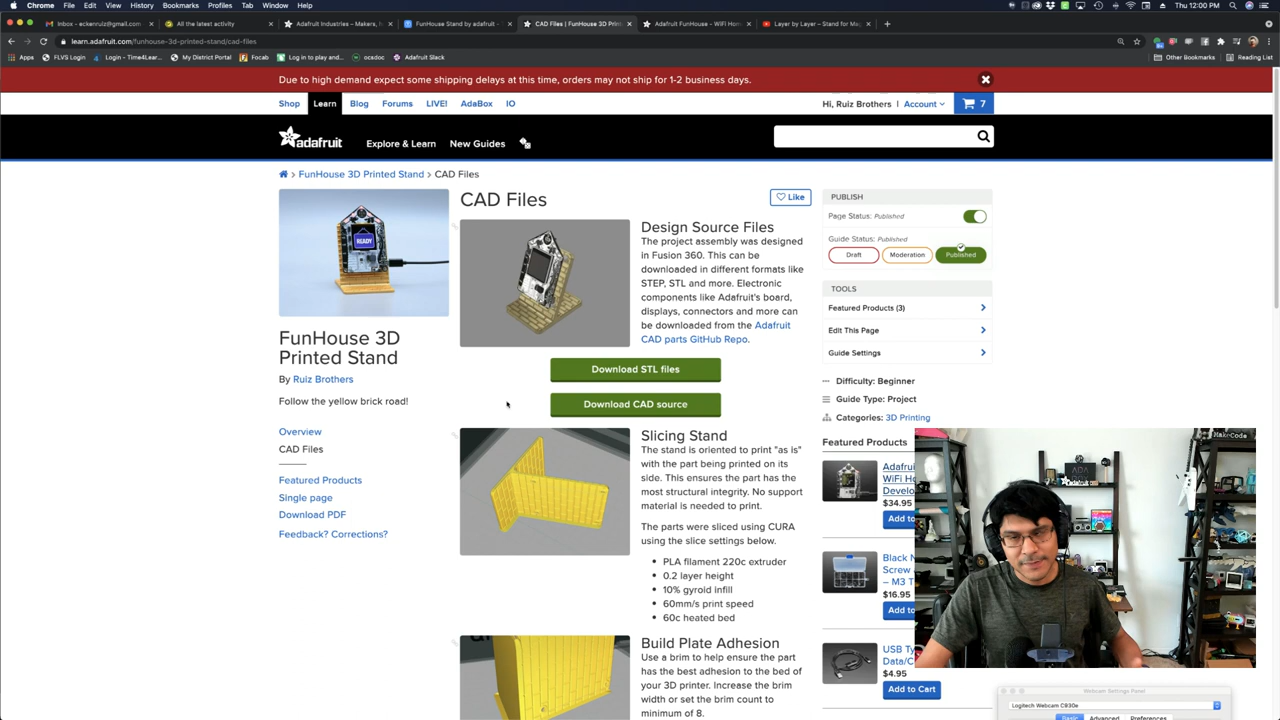 Chrome File Edit View History Bookmarks Profiles Tab Window Help
Thu 12:00 PM
Inbox - eckenruiz@gmail.com
All the latest activity
Adafruit Industries – Makers,
FunHouse Stand by adafruit -
CAD Files | FunHouse 3D Prin
Adafruit FunHouse – WiFi Hom
Layer by Layer – Stand for Ma
learn.adafruit.com/funhouse-3d-printed-stand/cad-files
Apps
FLVS Login
Login - Time4Lear...
My District Portal
Focab
Log in to play and...
ocsdoc
Adafruit Slack
Other Bookmarks
Reading List
Due to high demand expect some shipping delays at this time, orders may not ship for 1-2 business days.
Shop Learn Blog Forums LIVE! AdaBox IO
Hi, Ruiz Brothers | Account
7
adafruit
Explore & Learn
New Guides
FunHouse 3D Printed Stand
CAD Files
READY
FunHouse 3D
Printed Stand
By Ruiz Brothers
Follow the yellow brick road!
Overview
CAD Files
Featured Products
Single page
Download PDF
Feedback? Corrections?
CAD Files
Like
Design Source Files
The project assembly was designed
in Fusion 360. This can be
downloaded in different formats like
STEP, STL and more. Electronic
components like Adafruit's board,
displays, connectors and more can
be downloaded from the Adafruit
CAD parts GitHub Repo.
Download STL files
Download CAD source
Slicing Stand
The stand is oriented to print "as is"
with the part being printed on its
side. This ensures the part has the
most structural integrity. No support
material is needed to print.
The parts were sliced using CURA
using the slice settings below.
• PLA filament 220c extruder
• 0.2 layer height
• 10% gyroid infill
• 60mm/s print speed
• 60c heated bed
Build Plate Adhesion
Use a brim to help ensure the part
has the best adhesion to the bed of
your 3D printer. Increase the brim
width or set the brim count to
minimum of 8.
PUBLISH
Page Status: Published
Guide Status: Published
Draft
Moderation
Published
TOOLS
Featured Products (3)
Edit This Page
Guide Settings
Difficulty: Beginner
Guide Type: Project
Categories: 3D Printing
Featured Products
Adafru
WiFi Ho
Develo
$34.95
Add to
Black N
Screw
– M3 T
$16.95
Add to
USB Ty
Data/C
$4.95
Add to Cart
MakeCode
ADA
Webcam Settings Panel
Logitech Webcam C930e
Basic Advanced Preferences